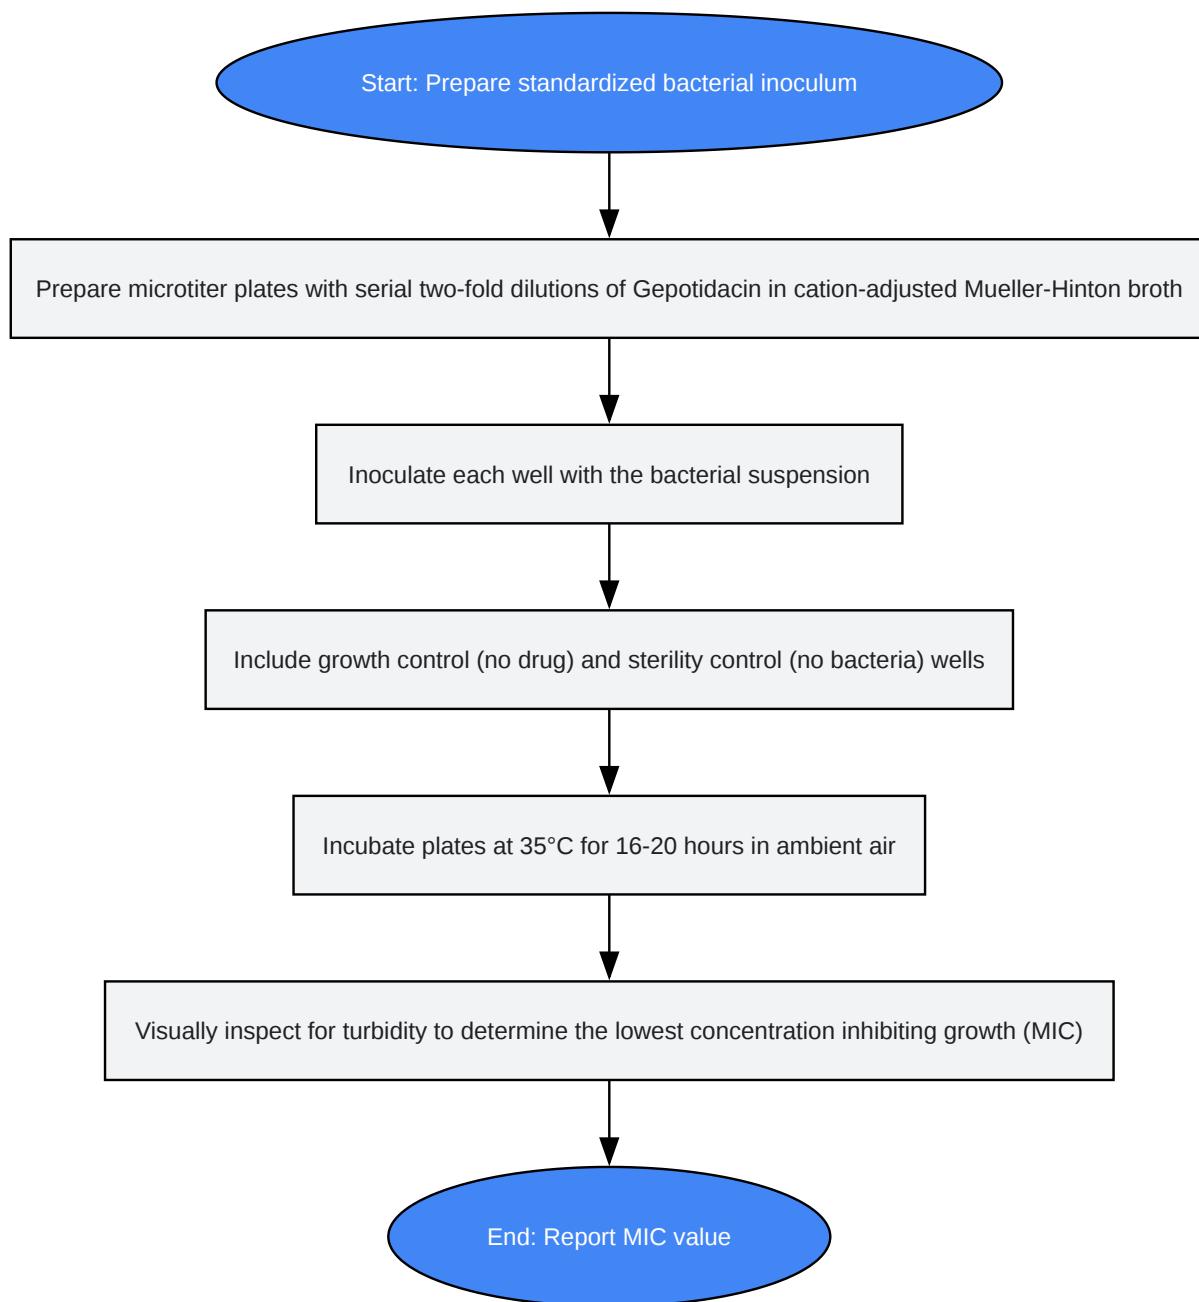 Start: Prepare standardized bacterial inoculum
Prepare microtiter plates with serial two-fold dilutions of Gepotidacin in cation-adjusted Mueller-Hinton broth
Inoculate each well with the bacterial suspension
Include growth control (no drug) and sterility control (no bacteria) wells
Incubate plates at 35°C for 16-20 hours in ambient air
Visually inspect for turbidity to determine the lowest concentration inhibiting growth (MIC)
End: Report MIC value